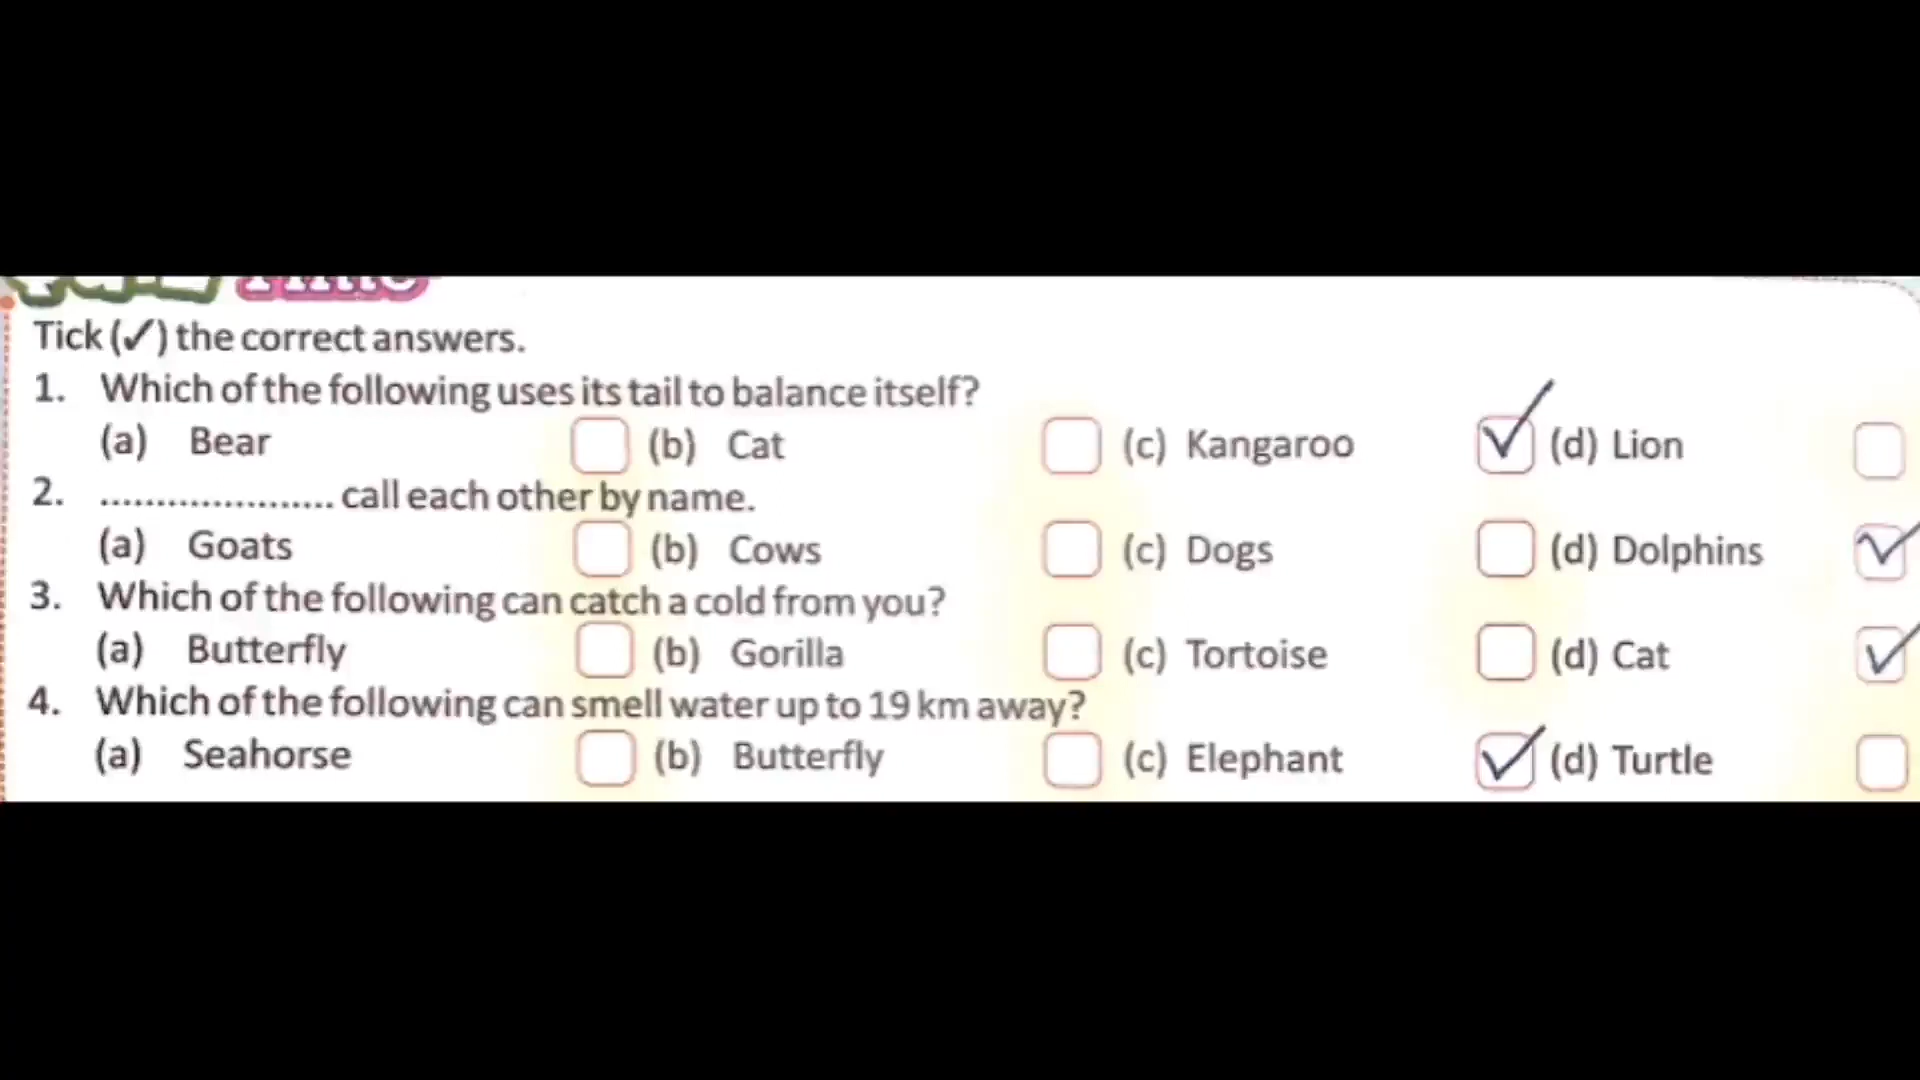 Time
Tick (✓) the correct answers.
1. Which of the following uses its tail to balance itself?
(a) Bear (b) Cat (c) Kangaroo ✓ (d) Lion
2. ..................... call each other by name.
(a) Goats (b) Cows (c) Dogs (d) Dolphins ✓
3. Which of the following can catch a cold from you?
(a) Butterfly (b) Gorilla (c) Tortoise (d) Cat ✓
4. Which of the following can smell water up to 19 km away?
(a) Seahorse (b) Butterfly (c) Elephant ✓ (d) Turtle